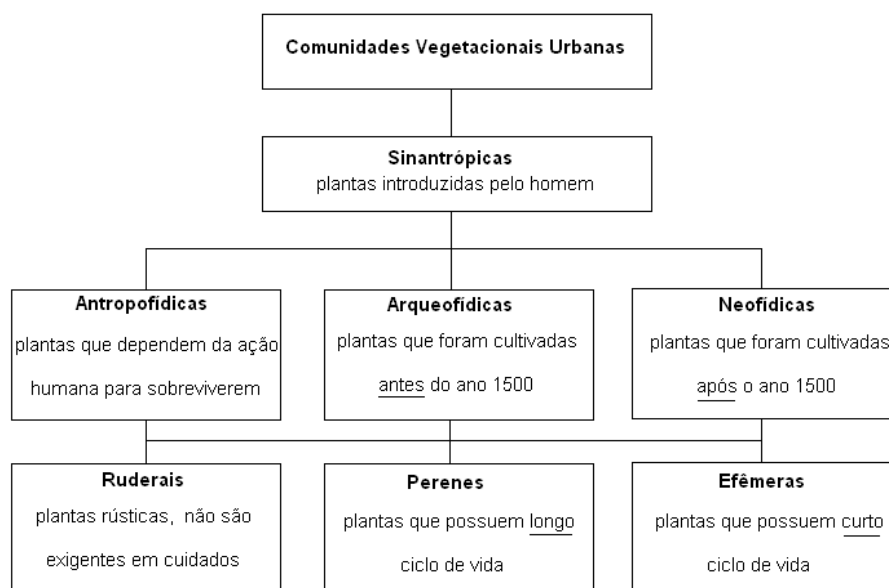 Comunidades Vegetacionais Urbanas
Sinantrópicas
plantas introduzidas pelo homem
Antropofídicas
plantas que dependem da ação
humana para sobreviverem
Arqueofídicas
plantas que foram cultivadas
antes do ano 1500
Neofídicas
plantas que foram cultivadas
após o ano 1500
Ruderais
plantas rústicas, não são
exigentes em cuidados
Perenes
plantas que possuem longo
ciclo de vida
Efêmeras
plantas que possuem curto
ciclo de vida